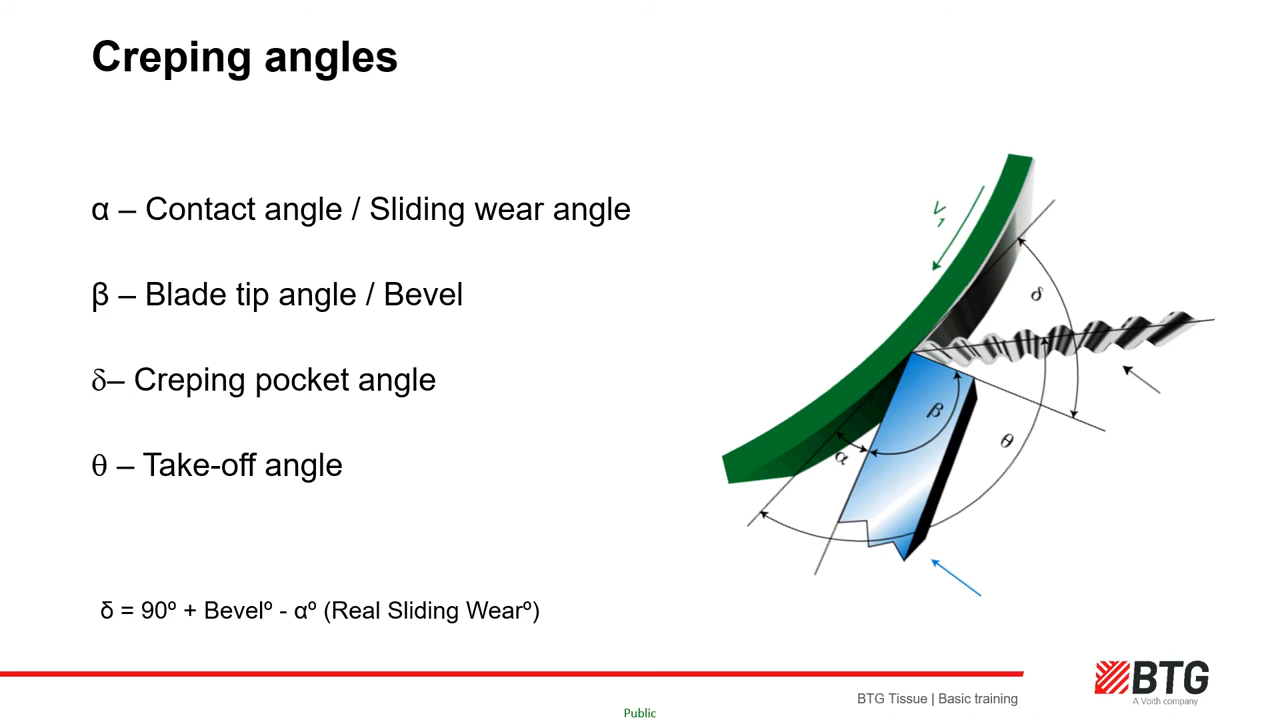 Creping angles
α – Contact angle / Sliding wear angle
β – Blade tip angle / Bevel
δ– Creping pocket angle
θ – Take-off angle
δ = 90º + Bevelº - αº (Real Sliding Wearº)
V1
δ
β
θ
α
BTG
A Voith company
BTG Tissue | Basic training
Public